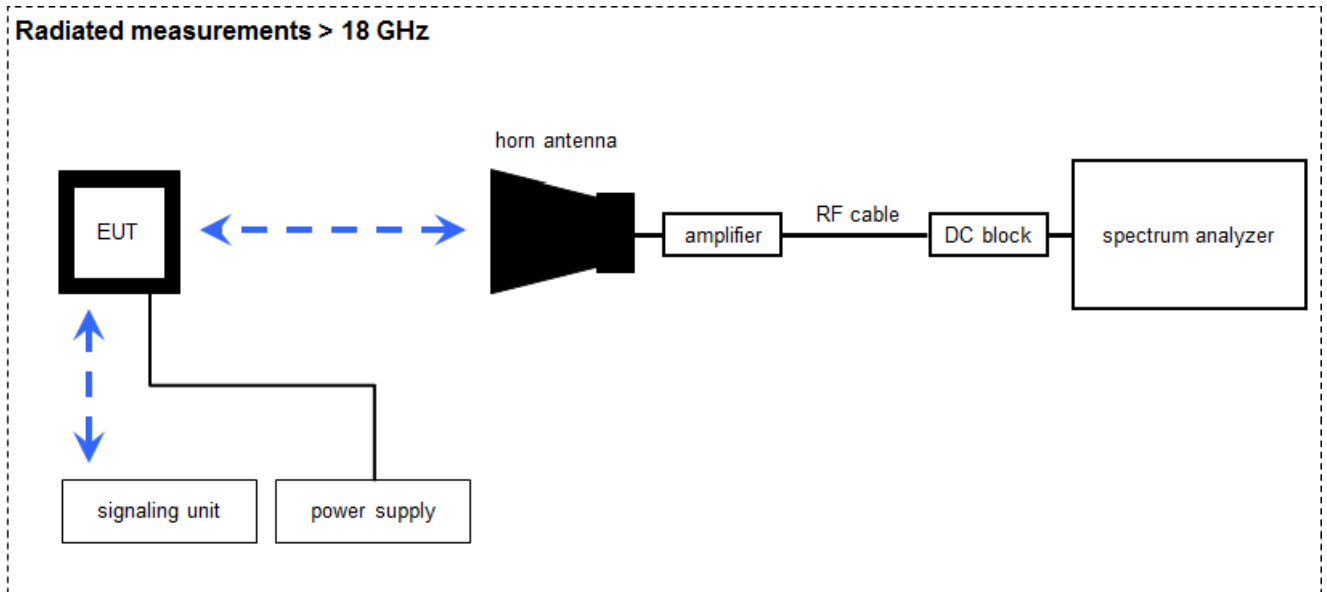 Radiated measurements > 18 GHz
horn antenna
EUT
amplifier
RF cable
DC block
spectrum analyzer
signaling unit
power supply